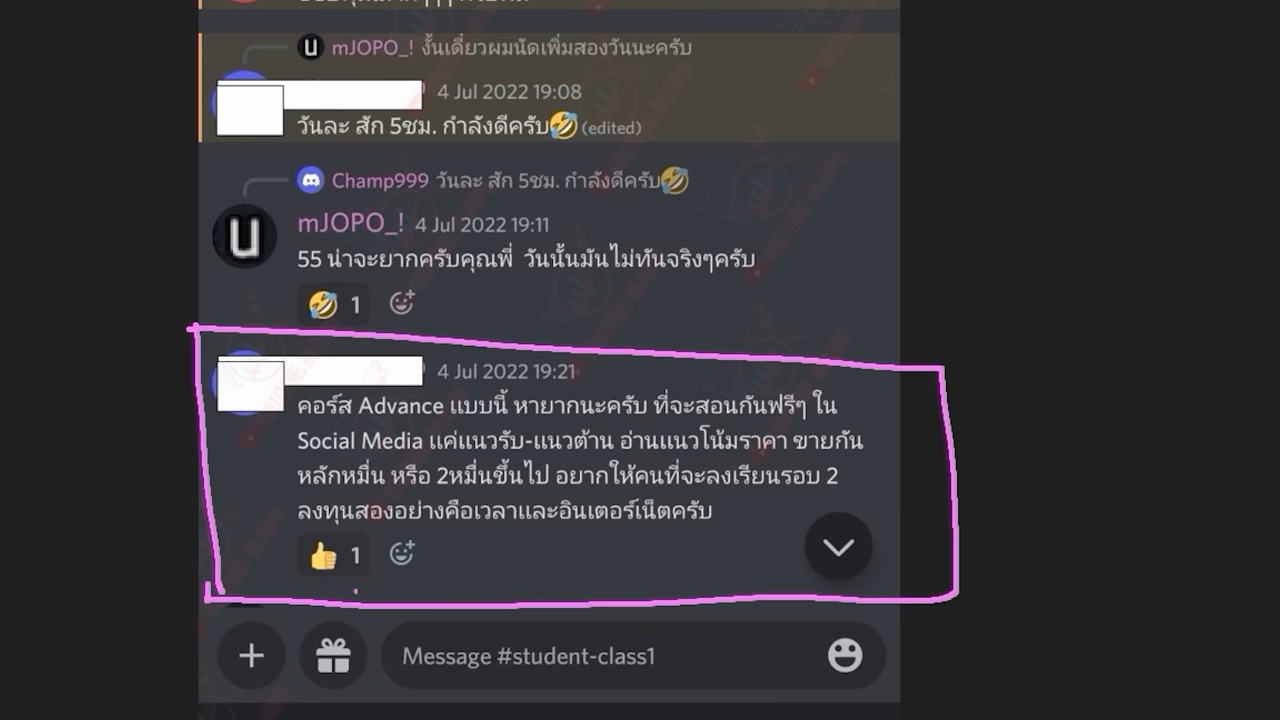 mJOPO_! งั้นเดี๋ยวผมนัดเพิ่มสองวันนะครับ
4 Jul 2022 19:08
วันละ สัก 5ชม. กำลังดีครับ🤣 (edited)
Champ999 วันละ สัก 5ชม. กำลังดีครับ🤣
mJOPO_! 4 Jul 2022 19:11
55 น่าจะยากครับคุณพี่ วันนั้นมันไม่ทันจริงๆครับ
🤣 1
4 Jul 2022 19:21
คอร์ส Advance แบบนี้ หายากนะครับ ที่จะสอนกันฟรีๆ ใน
Social Media แค่แนวรับ-แนวต้าน อ่านแนวโน้มราคา ขายกัน
หลักหมื่น หรือ 2หมื่นขึ้นไป อยากให้คนที่จะลงเรียนรอบ 2
ลงทุนสองอย่างคือเวลาและอินเตอร์เน็ตครับ
👍 1
Message #student-class1